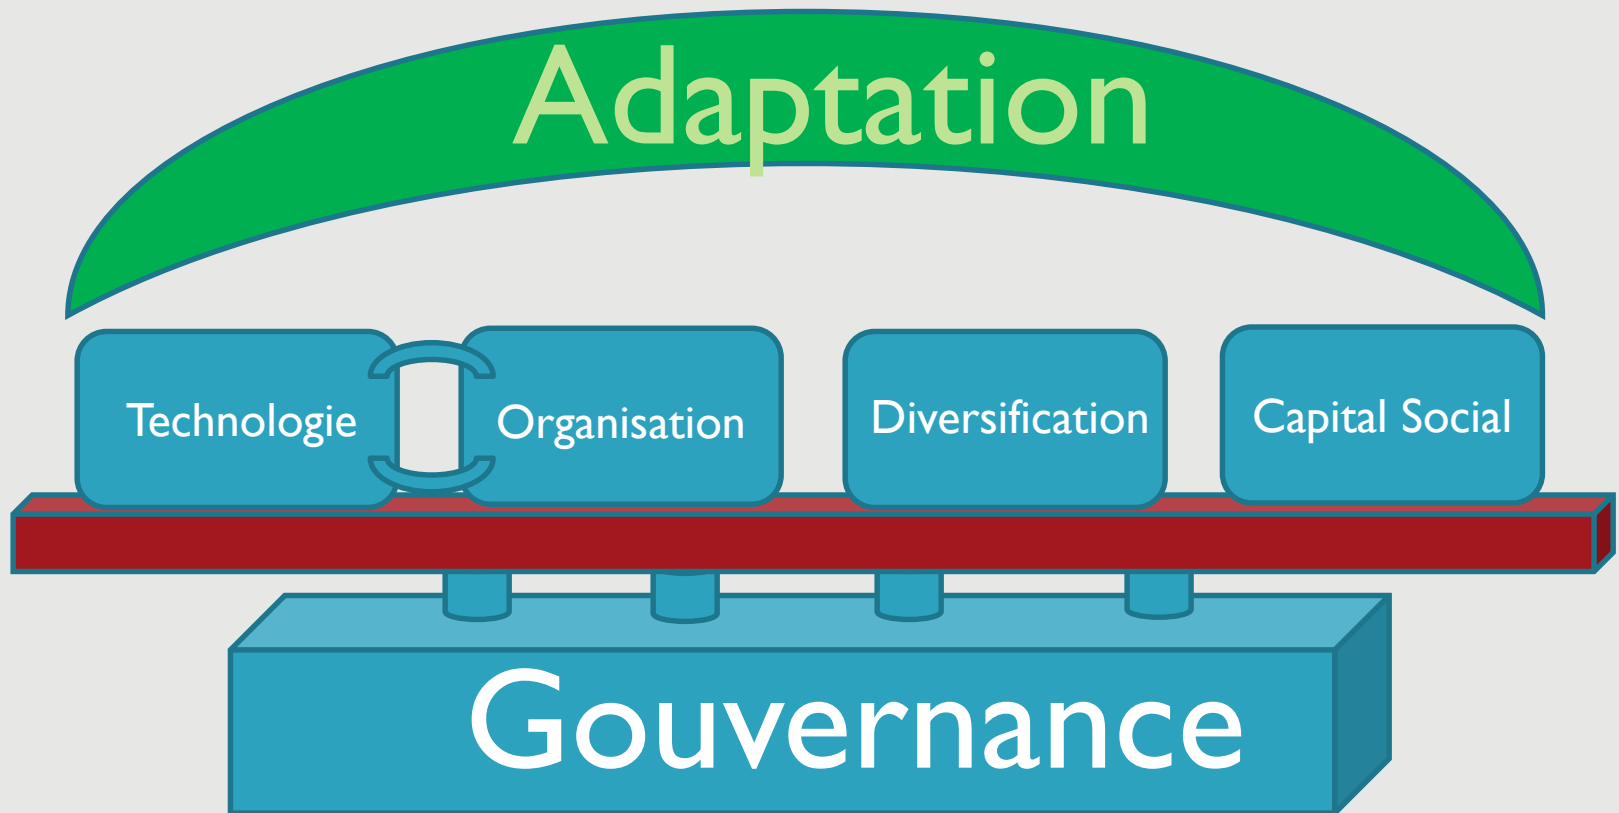 Adaptation
Technologie
Organisation
Diversification
Capital Social
Gouvernance